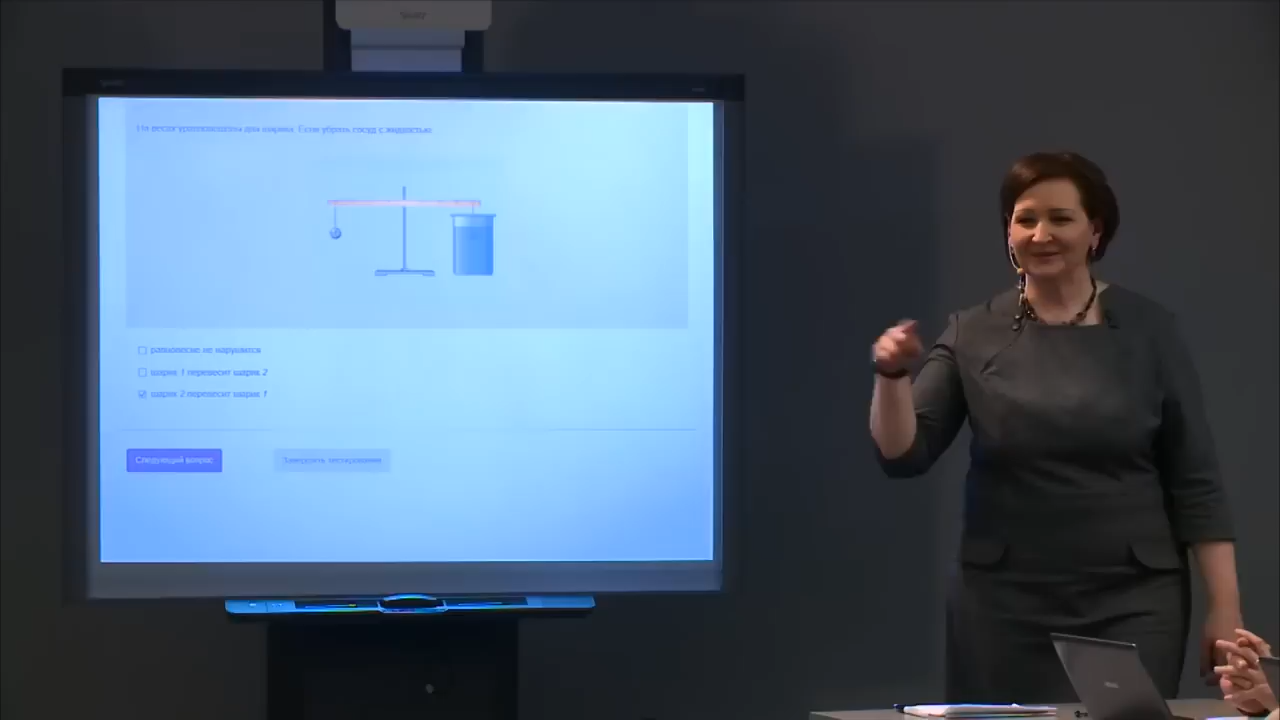 На весах уравновешены два шарика. Если убрать сосуд с жидкостью
равновесие не нарушится
шарик 1 перевесит шарик 2
шарик 2 перевесит шарик 1
Следующий вопрос
Завершить тестирование